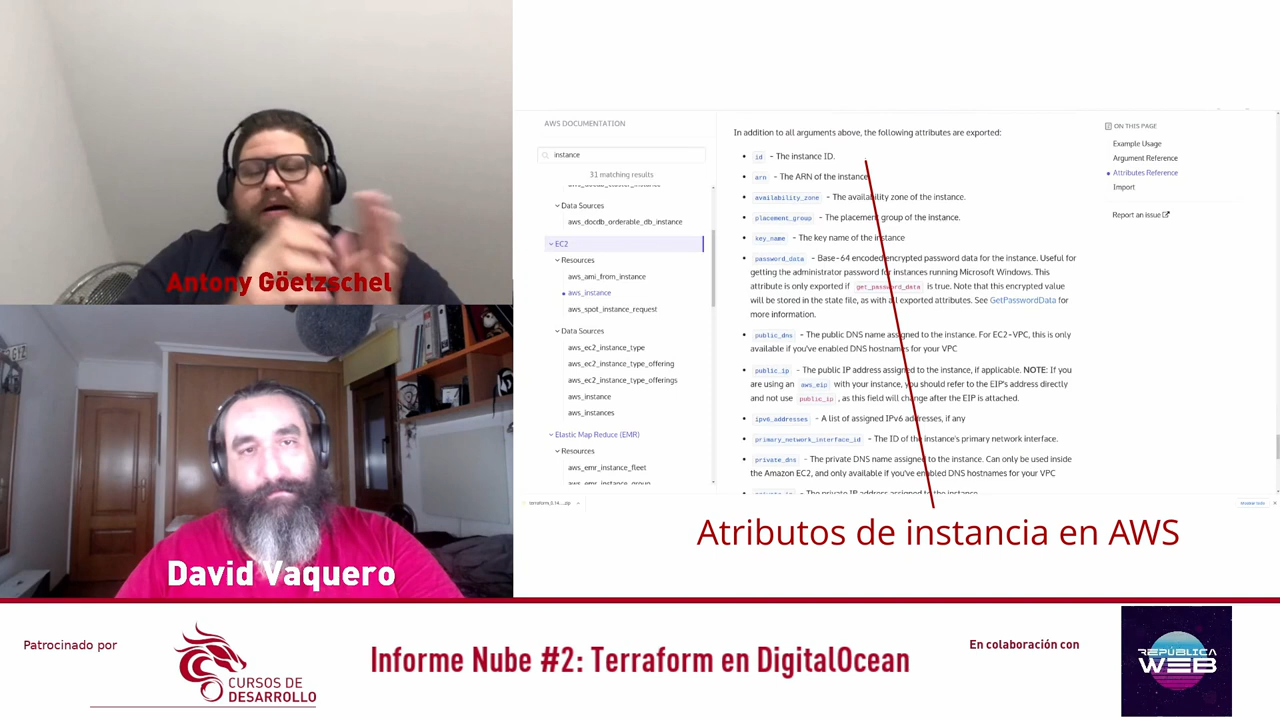 Antony Göetzschel
David Vaquero
AWS DOCUMENTATION
instance
31 matching results
Data Sources
aws_docdb_orderable_db_instance
EC2
Resources
aws_ami_from_instance
aws_instance
aws_spot_instance_request
Data Sources
aws_ec2_instance_type
aws_ec2_instance_type_offering
aws_ec2_instance_type_offerings
aws_instance
aws_instances
Elastic Map Reduce (EMR)
Resources
aws_emr_instance_fleet
aws_emr_instance_group
In addition to all arguments above, the following attributes are exported:
id - The instance ID.
arn - The ARN of the instance
availability_zone - The availability zone of the instance.
placement_group - The placement group of the instance.
key_name - The key name of the instance
password_data - Base-64 encoded encrypted password data for the instance. Useful for
getting the administrator password for instances running Microsoft Windows. This
attribute is only exported if get_password_data is true. Note that this encrypted value
will be stored in the state file, as with all exported attributes. See GetPasswordData for
more information.
public_dns - The public DNS name assigned to the instance. For EC2-VPC, this is only
available if you've enabled DNS hostnames for your VPC
public_ip - The public IP address assigned to the instance, if applicable. NOTE: If you
are using an aws_eip with your instance, you should refer to the EIP's address directly
and not use public_ip , as this field will change after the EIP is attached.
ipv6_addresses - A list of assigned IPv6 addresses, if any
primary_network_interface_id - The ID of the instance's primary network interface.
private_dns - The private DNS name assigned to the instance. Can only be used inside
the Amazon EC2, and only available if you've enabled DNS hostnames for your VPC
private_ip - The private IP address assigned to the instance
ON THIS PAGE
Example Usage
Argument Reference
Attributes Reference
Import
Report an issue
Atributos de instancia en AWS
Patrocinado por
CURSOS DE
DESARROLLO
Informe Nube #2: Terraform en DigitalOcean
En colaboración con
REPÚBLICA
WEB